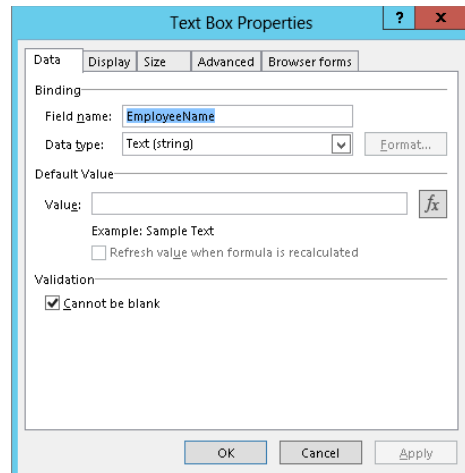 Text Box Properties
? x
Data Display Size Advanced Browser forms
Binding
Field name: EmployeeName
Data type: Text (string) Format...
Default Value
Value: fx
Example: Sample Text
Refresh value when formula is recalculated
Validation
Cannot be blank
OK Cancel Apply